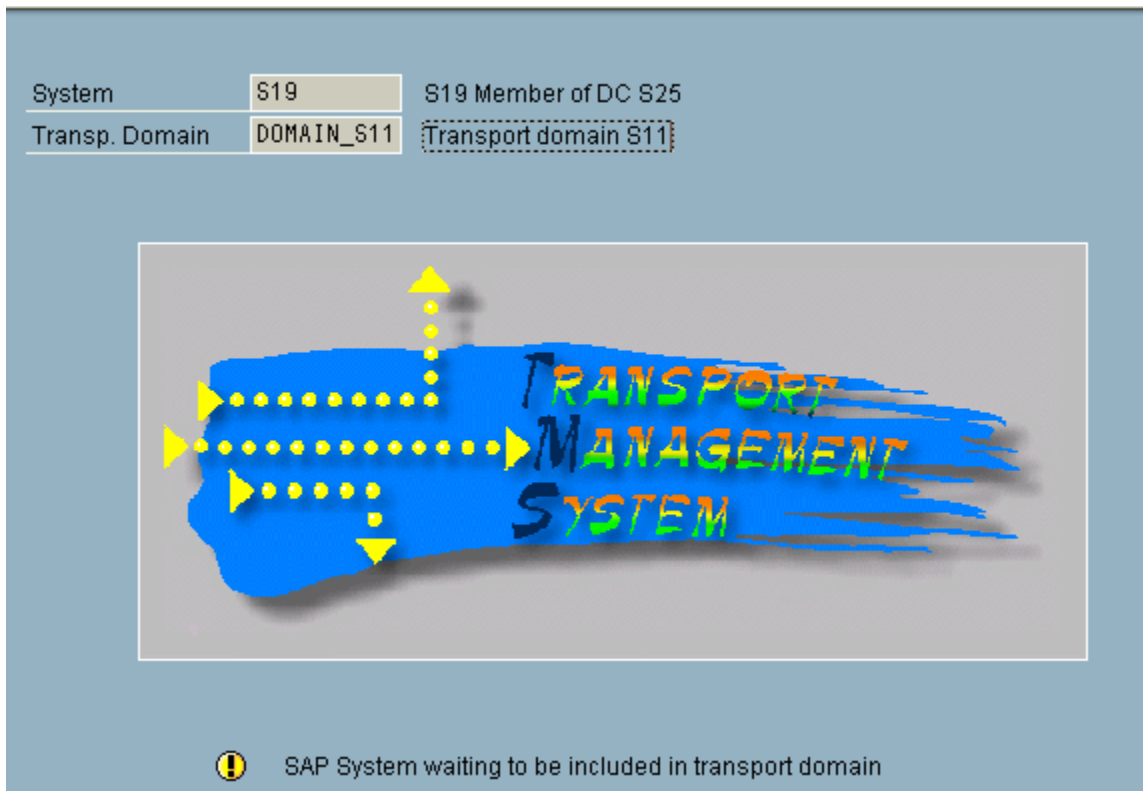 System S19 S19 Member of DC S25
Transp. Domain DOMAIN_S11 Transport domain S11
TRANSPORT
MANAGEMENT
SYSTEM
SAP System waiting to be included in transport domain